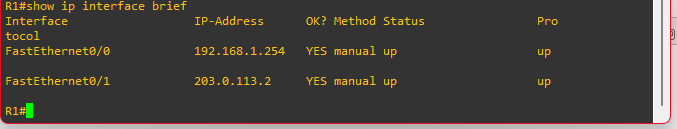 R1#show ip interface brief
Interface IP-Address OK? Method Status Pro
tocol
FastEthernet0/0 192.168.1.254 YES manual up up
FastEthernet0/1 203.0.113.2 YES manual up up
R1#